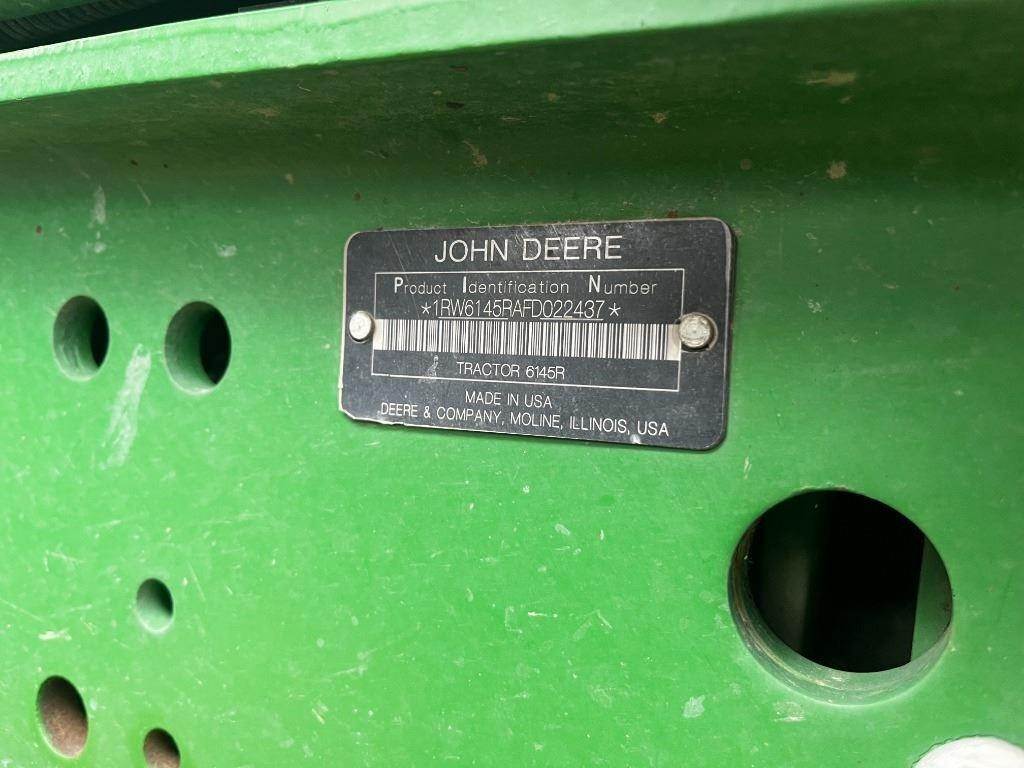 JOHN DEERE
Product Identification Number
*1RW6145RAFD022437*
TRACTOR 6145R
MADE IN USA
DEERE & COMPANY, MOLINE, ILLINOIS, USA